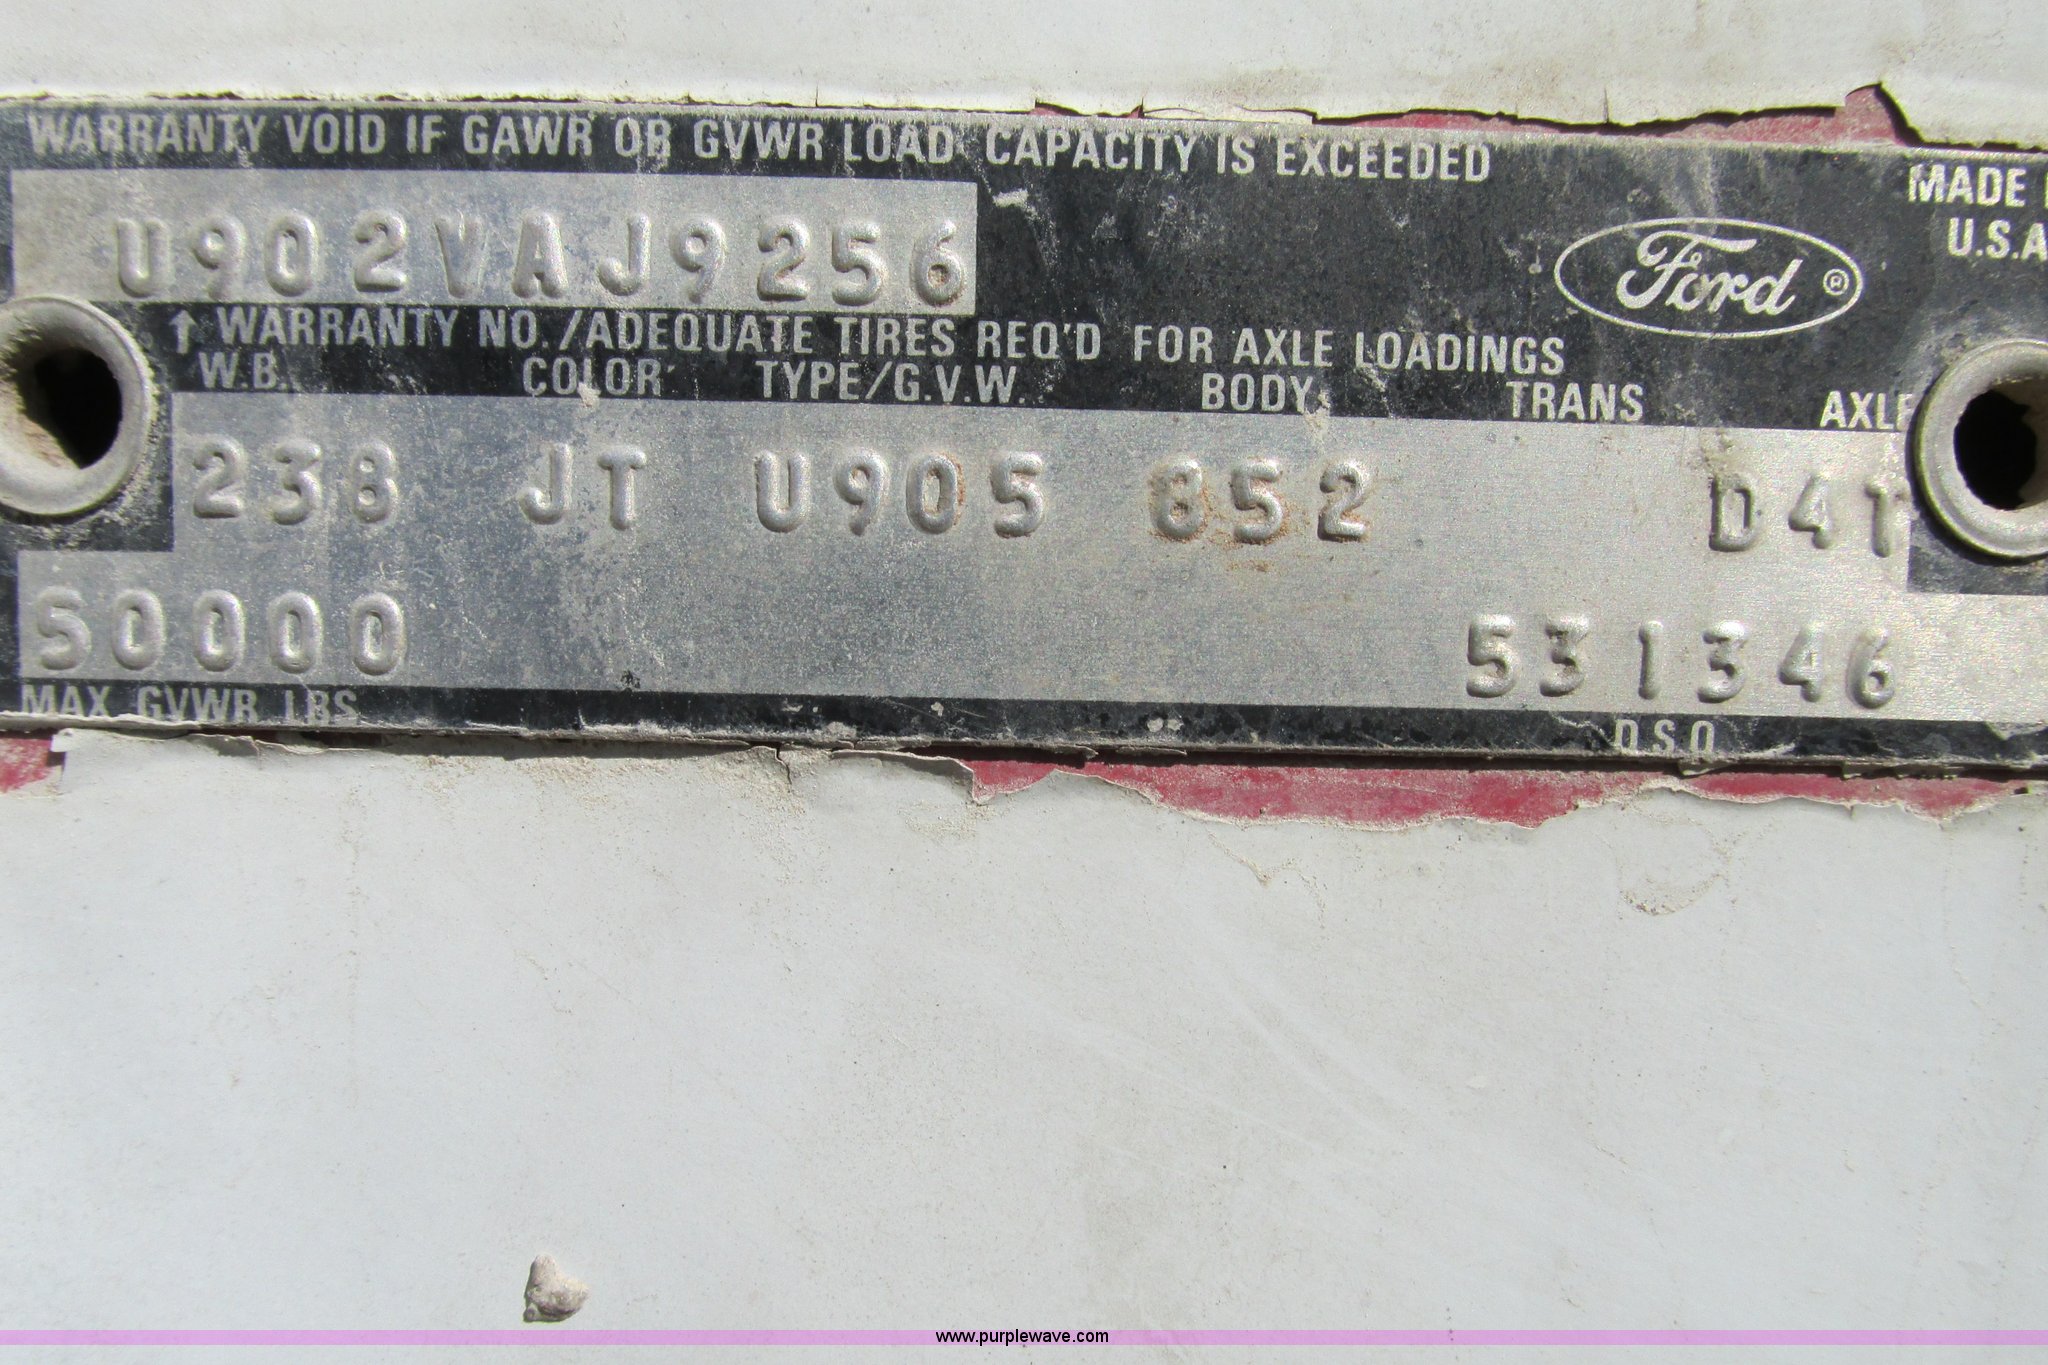 WARRANTY VOID IF GAWR OR GVWR LOAD CAPACITY IS EXCEEDED
MADE
U.S.A
U902VAJ9256
Ford ®
↑ WARRANTY NO./ADEQUATE TIRES REQ'D FOR AXLE LOADINGS
W.B. COLOR TYPE/G.V.W. BODY TRANS AXLE
238 JT U905 852 D4T
50000 531346
MAX GVWR LBS DSO
www.purplewave.com